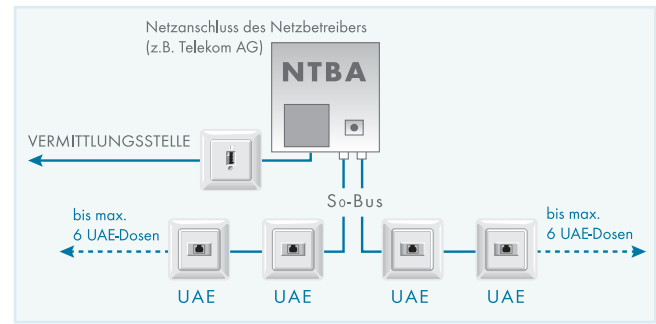 Netzanschluss des Netzbetreibers
(z.B. Telekom AG)
NTBA
VERMITTLUNGSSTELLE
S0-Bus
bis max.
6 UAE-Dosen
bis max.
6 UAE-Dosen
UAE
UAE
UAE
UAE